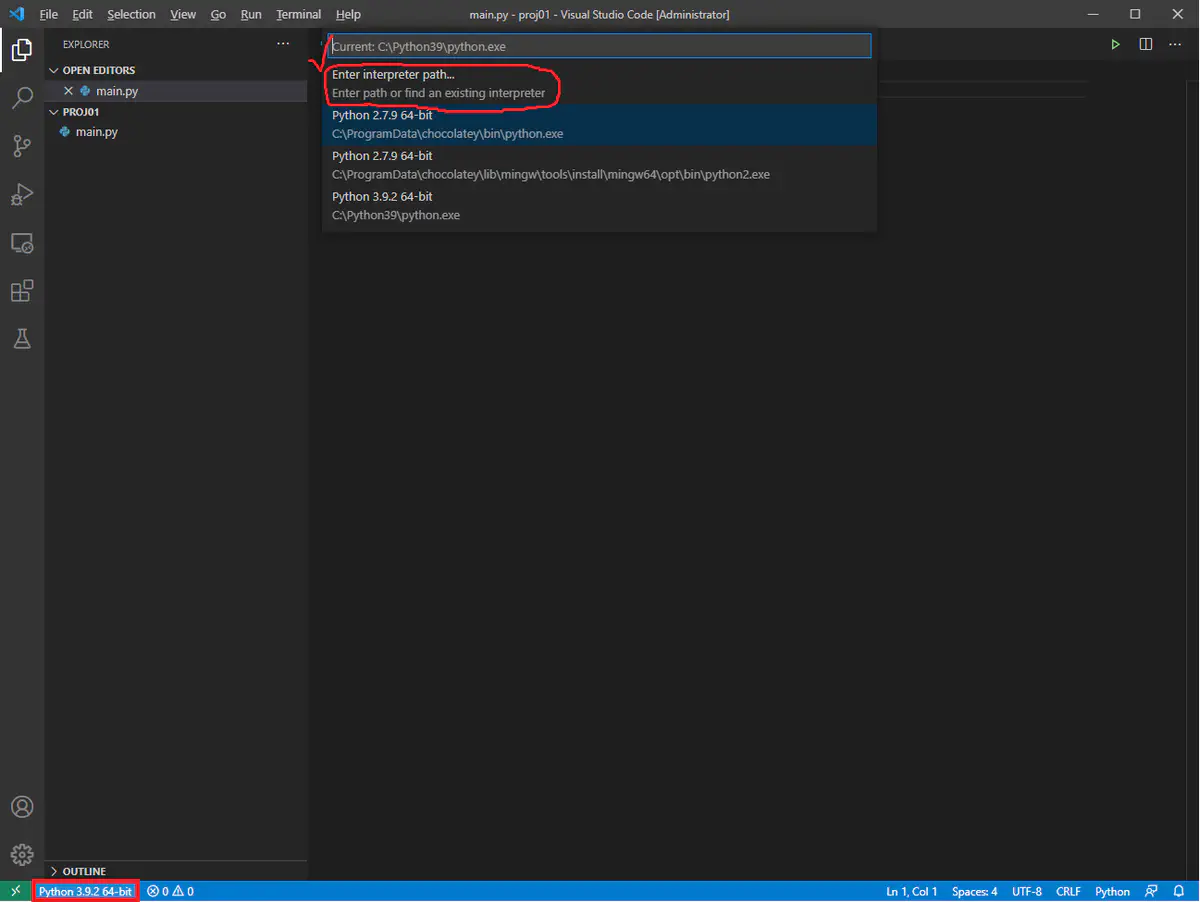 File Edit Selection View Go Run Terminal Help
main.py - proj01 - Visual Studio Code [Administrator]
EXPLORER
OPEN EDITORS
main.py
PROJ01
main.py
Current: C:\Python39\python.exe
Enter interpreter path...
Enter path or find an existing interpreter
Python 2.7.9 64-bit
C:\ProgramData\chocolatey\bin\python.exe
Python 2.7.9 64-bit
C:\ProgramData\chocolatey\lib\mingw\tools\install\mingw64\opt\bin\python2.exe
Python 3.9.2 64-bit
C:\Python39\python.exe
OUTLINE
Python 3.9.2 64-bit 0 0 Ln 1, Col 1 Spaces: 4 UTF-8 CRLF Python